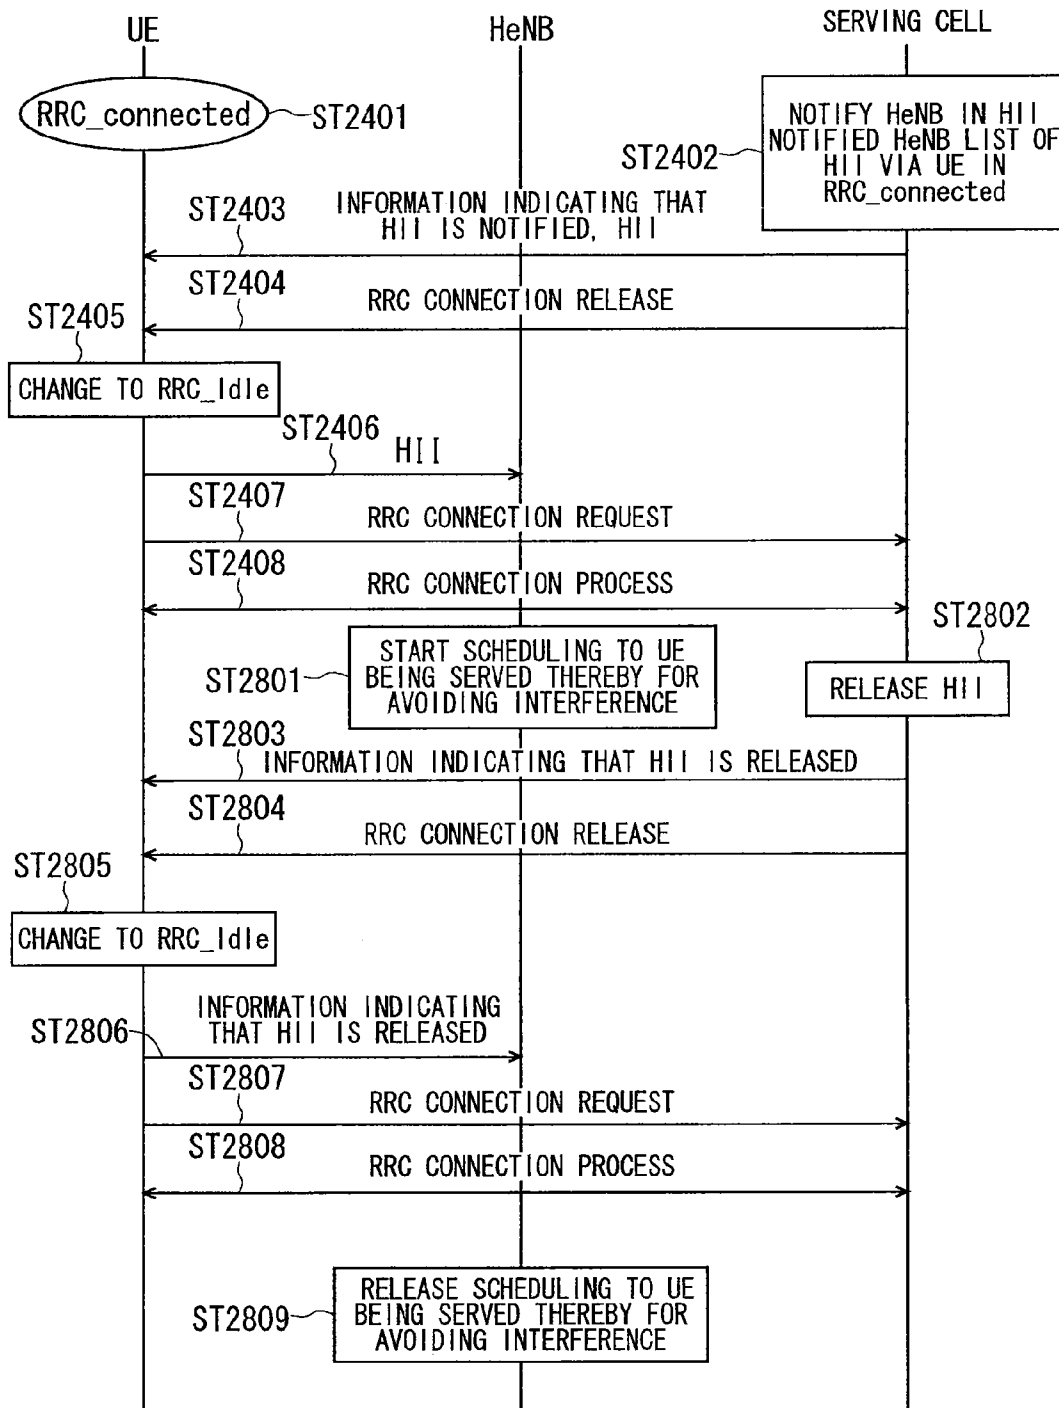 UE
HeNB
SERVING CELL
RRC_connected
ST2401
ST2402
NOTIFY HeNB IN HII
NOTIFIED HeNB LIST OF
HII VIA UE IN
RRC_connected
ST2403
INFORMATION INDICATING THAT
HII IS NOTIFIED, HII
ST2404
RRC CONNECTION RELEASE
ST2405
CHANGE TO RRC_Idle
ST2406
HII
ST2407
RRC CONNECTION REQUEST
ST2408
RRC CONNECTION PROCESS
ST2801
START SCHEDULING TO UE
BEING SERVED THEREBY FOR
AVOIDING INTERFERENCE
ST2802
RELEASE HII
ST2803
INFORMATION INDICATING THAT HII IS RELEASED
ST2804
RRC CONNECTION RELEASE
ST2805
CHANGE TO RRC_Idle
ST2806
INFORMATION INDICATING
THAT HII IS RELEASED
ST2807
RRC CONNECTION REQUEST
ST2808
RRC CONNECTION PROCESS
ST2809
RELEASE SCHEDULING TO UE
BEING SERVED THEREBY FOR
AVOIDING INTERFERENCE